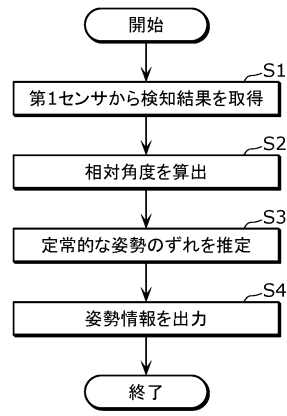 開始
S1
第1センサから検知結果を取得
S2
相対角度を算出
S3
定常的な姿勢のずれを推定
S4
姿勢情報を出力
終了